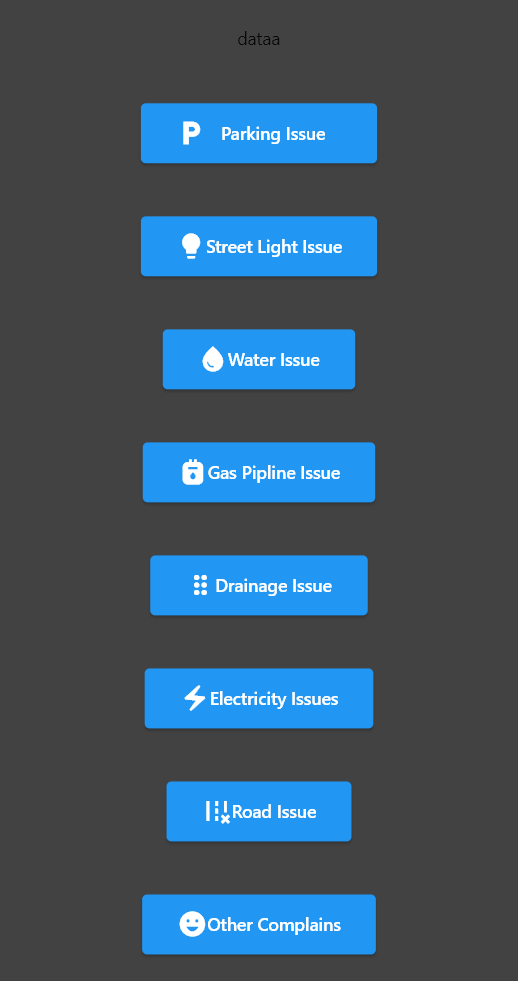 dataa
P Parking Issue
Street Light Issue
Water Issue
Gas Pipline Issue
Drainage Issue
Electricity Issues
Road Issue
Other Complains